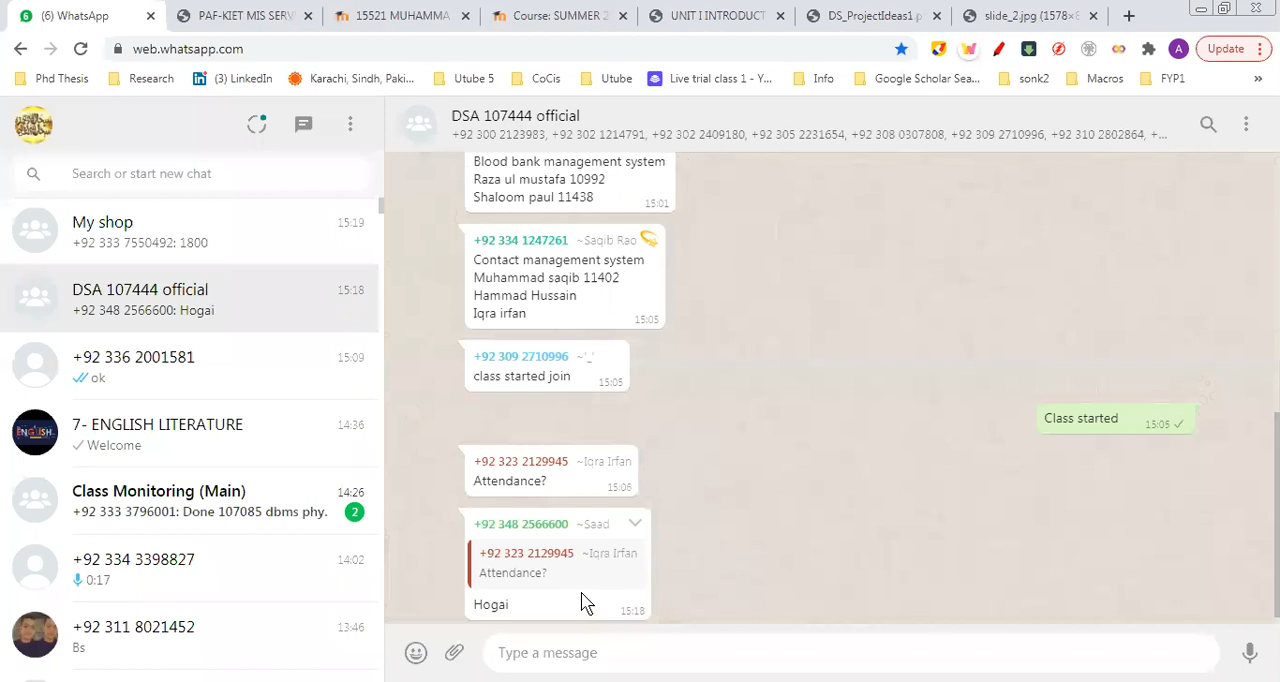 (6) WhatsApp
PAF-KIET MIS SERV
15521 MUHAMMA
Course: SUMMER 2
UNIT I INTRODUCT
DS_ProjectIdeas1.p
slide_2.jpg (1578×8
web.whatsapp.com
A
Update
Phd Thesis
Research
(3) LinkedIn
Karachi, Sindh, Paki...
Utube 5
CoCis
Utube
Live trial class 1 - Y...
Info
Google Scholar Sea...
sonk2
Macros
FYP1
»
DSA 107444 official
+92 300 2123983, +92 302 1214791, +92 302 2409130, +92 305 2231654, +92 308 0307808, +92 309 2710996, +92 310 2802864, +...
Search or start new chat
My shop
15:19
+92 333 7550492: 1800
DSA 107444 official
15:18
+92 348 2566600: Hogai
+92 336 2001581
15:09
ok
7- ENGLISH LITERATURE
14:36
Welcome
Class Monitoring (Main)
14:26
+92 333 3796001: Done 107085 dbms phy.
2
+92 334 3398827
14:02
0:17
+92 311 8021452
13:46
Bs
Blood bank management system
Raza ul mustafa 10992
Shaloom paul 11438
15:01
+92 334 1247261 ~Saqib Rao
Contact management system
Muhammad saqib 11402
Hammad Hussain
Iqra irfan
15:05
+92 309 2710996 ~'_'
class started join
15:05
Class started
15:05
+92 323 2129945 ~Iqra Irfan
Attendance?
15:06
+92 348 2566600 ~Saad
+92 323 2129945 ~Iqra Irfan
Attendance?
Hogai
15:18
Type a message